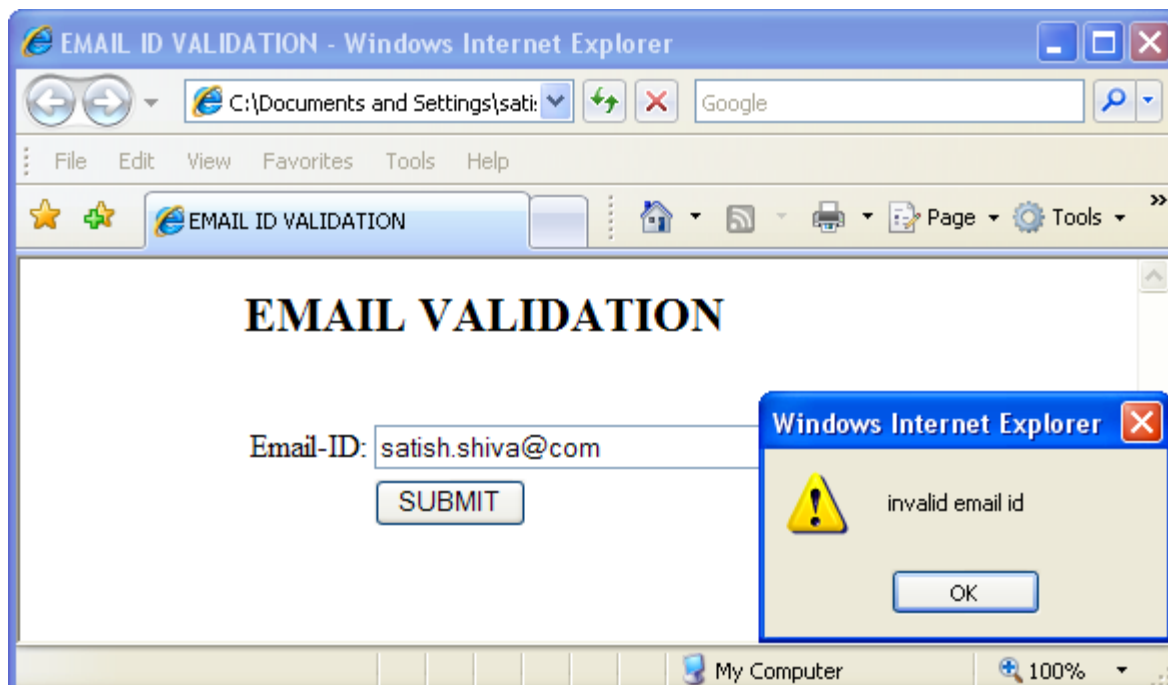 EMAIL ID VALIDATION - Windows Internet Explorer
C:\Documents and Settings\sati:
Google
File Edit View Favorites Tools Help
EMAIL ID VALIDATION
Page
Tools
»
EMAIL VALIDATION
Email-ID: satish.shiva@com
SUBMIT
Windows Internet Explorer
invalid email id
OK
My Computer
100%